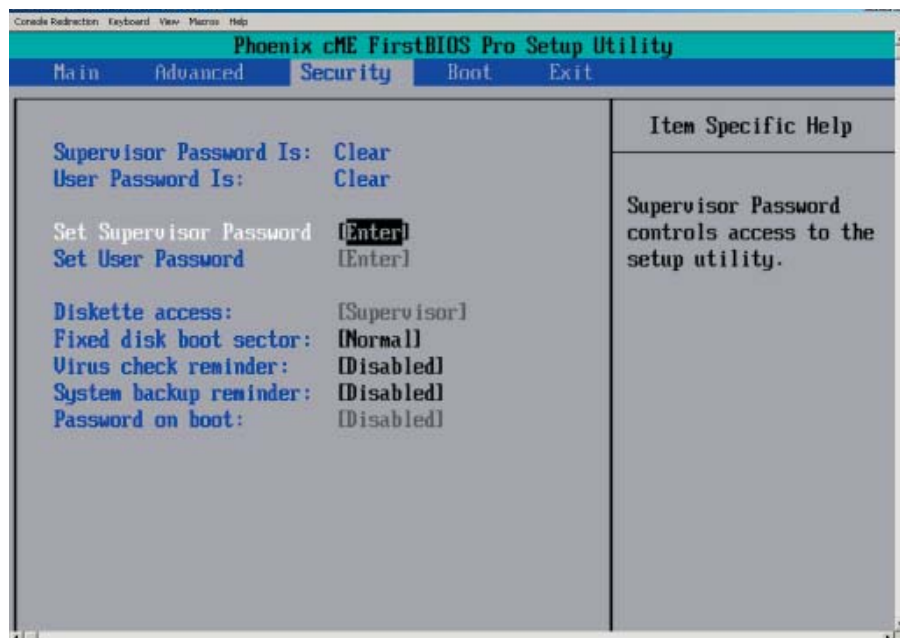 Console Redirection Keyboard View Macros Help
Phoenix cME FirstBIOS Pro Setup Utility
Main Advanced Security Boot Exit
Item Specific Help
Supervisor Password Is: Clear
User Password Is: Clear
Set Supervisor Password [Enter]
Set User Password [Enter]
Diskette access: [Supervisor]
Fixed disk boot sector: [Normal]
Virus check reminder: [Disabled]
System backup reminder: [Disabled]
Password on boot: [Disabled]
Supervisor Password
controls access to the
setup utility.